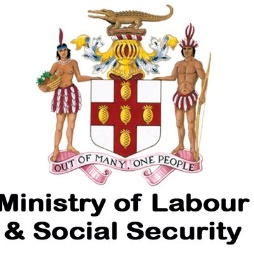 OUT OF MANY, ONE PEOPLE
Ministry of Labour
& Social Security